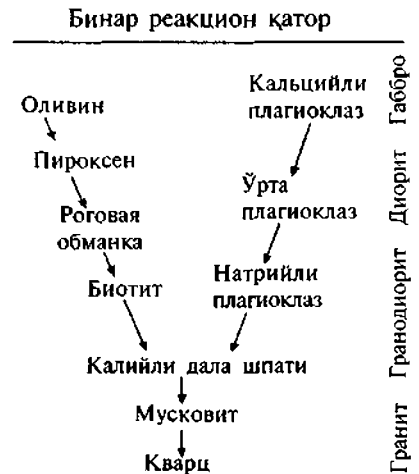 Бинар реакцион қатор
Оливин
Пироксен
Роговая
обманка
Биотит
Кальцийли
плагиоклаз
Ўрта
плагиоклаз
Натрийли
плагиоклаз
Калийли дала шпати
Мусковит
Кварц
Габбро
Диорит
Гранодиорит
Гранит